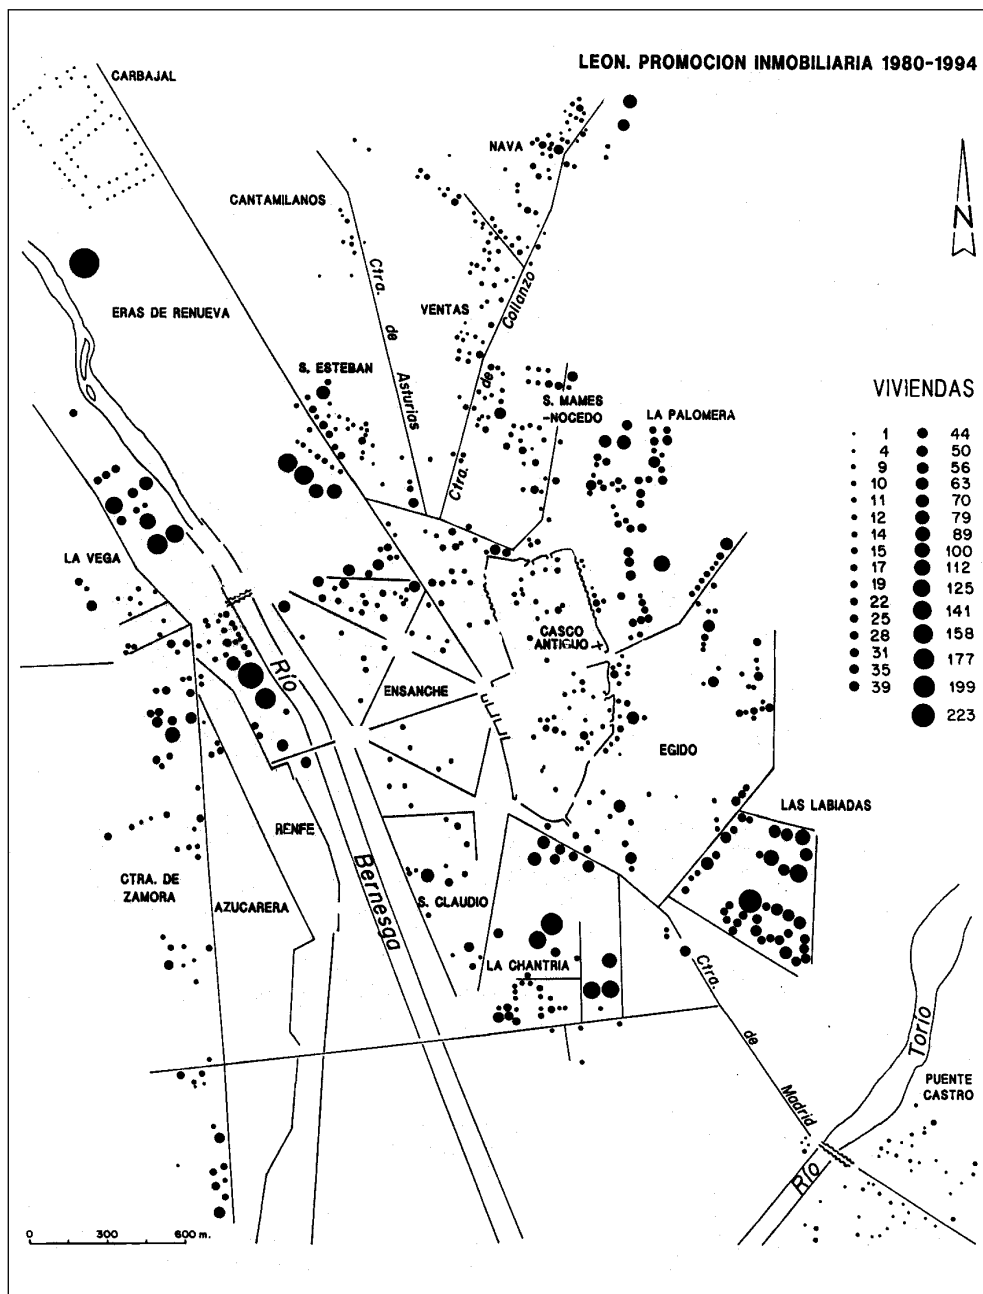 LEON. PROMOCION INMOBILIARIA 1980-1994
CARBAJAL
NAVA
CANTAMILANOS
N
Ctra. de Asturias
Ctra. de Collanzo
ERAS DE RENUEVA
VENTAS
S. ESTEBAN
S. MAMES
-NOCEDO
LA PALOMERA
VIVIENDAS
1 44
4 50
9 56
10 63
11 70
12 79
14 89
15 100
17 112
19 125
22 141
25 158
28 177
31 199
35 223
39
LA VEGA
CASCO
ANTIGUO
ENSANCHE
EGIDO
LAS LABIADAS
RENFE
Río Bernesga
CTRA. DE
ZAMORA
AZUCARERA
S. CLAUDIO
LA CHANTRIA
Ctra. de Madrid
Río Torío
PUENTE
CASTRO
0 300 600 m.